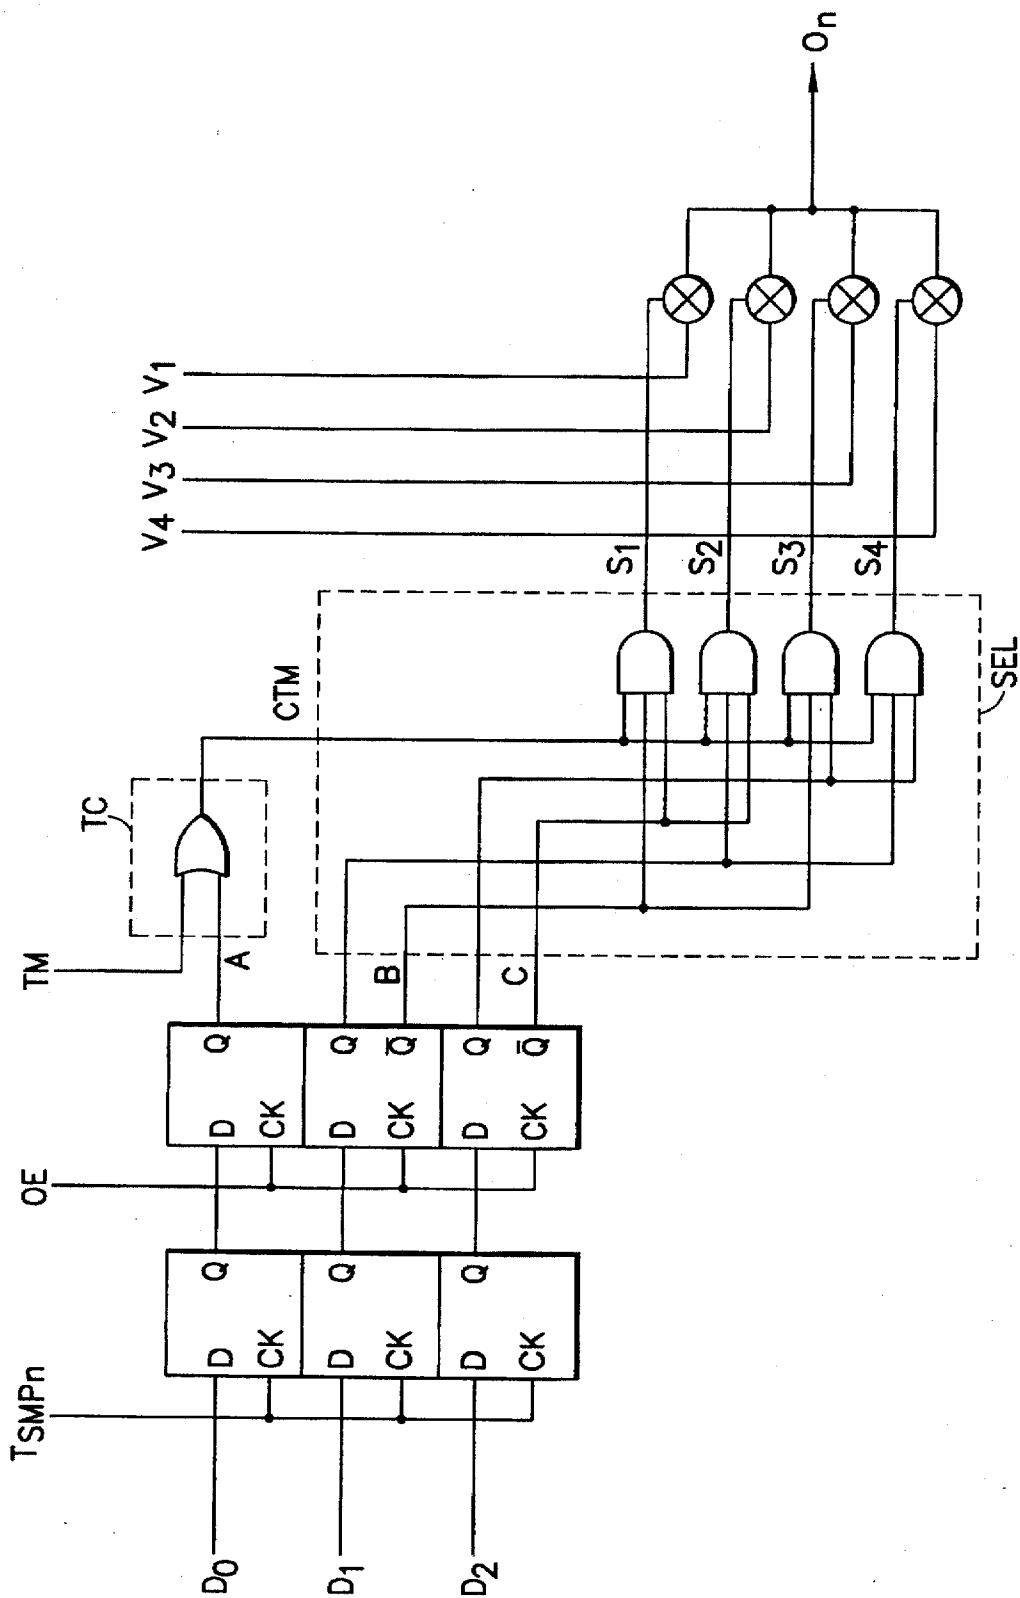 D0
D1
D2
TSMPn
D
CK
Q
D
CK
Q
D
CK
Q
OE
D
CK
Q
D
CK
Q
Q̅
D
CK
Q
Q̅
TM
A
B
C
TC
CTM
SEL
S1
S2
S3
S4
V4
V3
V2
V1
On